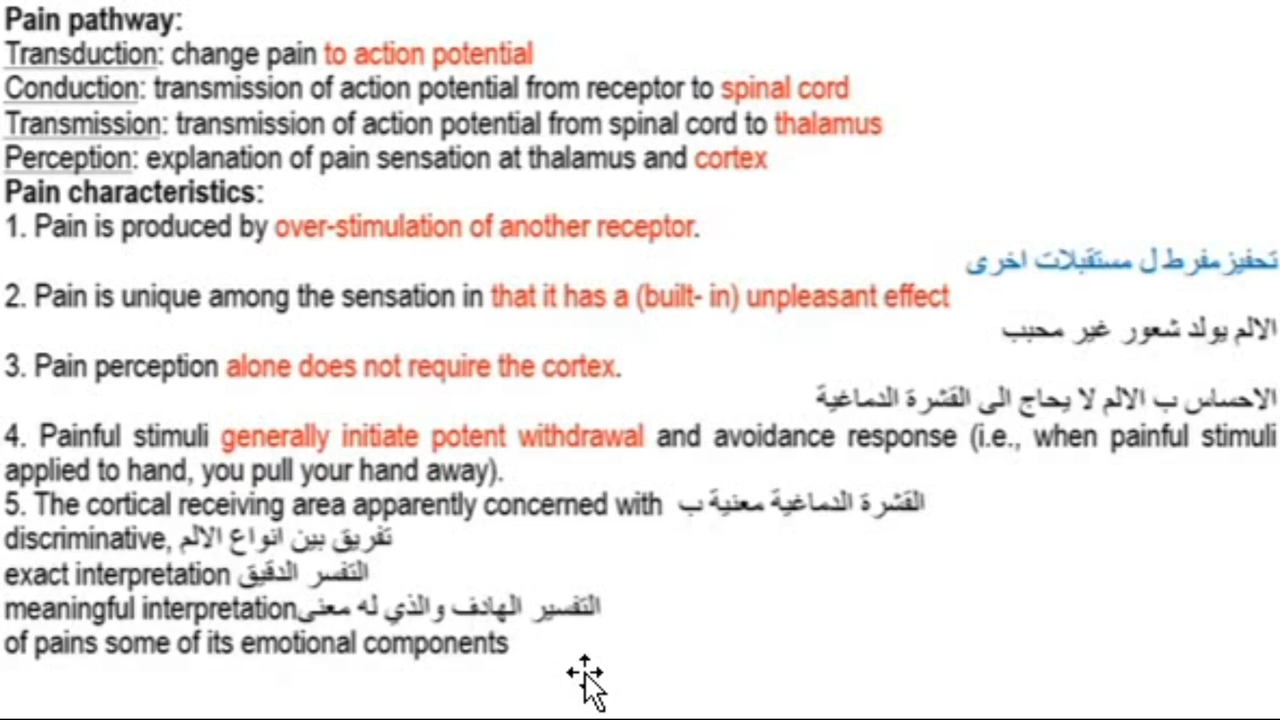 Pain pathway:
Transduction: change pain to action potential
Conduction: transmission of action potential from receptor to spinal cord
Transmission: transmission of action potential from spinal cord to thalamus
Perception: explanation of pain sensation at thalamus and cortex
Pain characteristics:
1. Pain is produced by over-stimulation of another receptor.
تحفيز مفرط ل مستقبلات اخرى
2. Pain is unique among the sensation in that it has a (built- in) unpleasant effect
الالم يولد شعور غير محبب
3. Pain perception alone does not require the cortex.
الاحساس ب الالم لا يحاج الى القشرة الدماغية
4. Painful stimuli generally initiate potent withdrawal and avoidance response (i.e., when painful stimuli
applied to hand, you pull your hand away).
5. The cortical receiving area apparently concerned with القشرة الدماغية معنية ب
discriminative, تفريق بين انواع الالم
exact interpretation التفسر الدقيق
meaningful interpretation التفسير الهادف والذي له معنى
of pains some of its emotional components